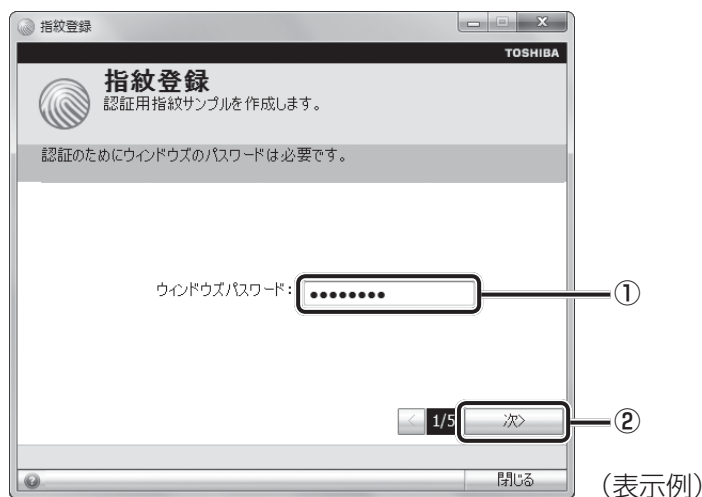 指紋登録
TOSHIBA
指紋登録
認証用指紋サンプルを作成します。
認証のためにウィンドウズのパスワードは必要です。
ウィンドウズパスワード: ●●●●●●●●
①
< 1/5 次>
②
閉じる
(表示例)